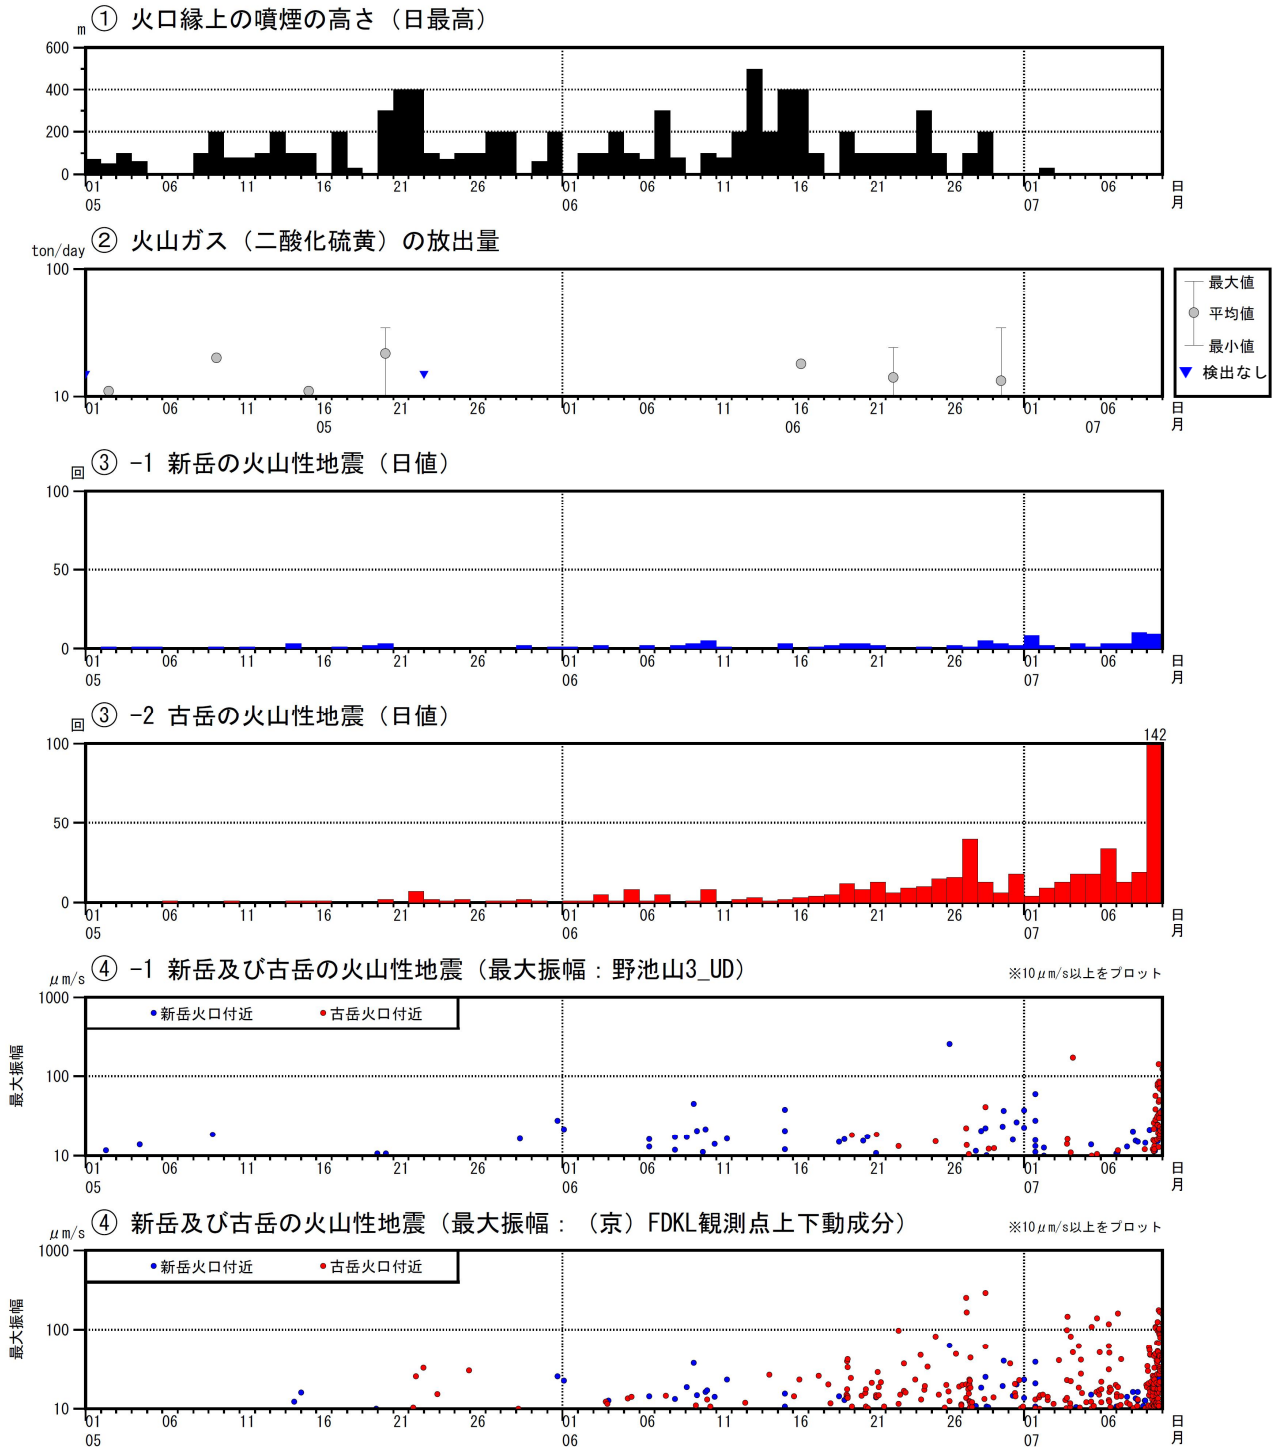 ① 火口縁上の噴煙の高さ（日最高）
m
600
400
200
0
01 06 11 16 21 26 01 06 11 16 21 26 01 06 日
05 06 07 月
② 火山ガス（二酸化硫黄）の放出量
ton/day
100
10
最大値
平均値
最小値
検出なし
01 06 11 16 21 26 01 06 11 16 21 26 01 06 日
05 06 07 月
③ -1 新岳の火山性地震（日値）
回
100
50
0
01 06 11 16 21 26 01 06 11 16 21 26 01 06 日
05 06 07 月
③ -2 古岳の火山性地震（日値）
回
142
100
50
0
01 06 11 16 21 26 01 06 11 16 21 26 01 06 日
05 06 07 月
④ -1 新岳及び古岳の火山性地震（最大振幅：野池山3_UD）
※10μm/s以上をプロット
μm/s
1000
100
10
最大振幅
新岳火口付近 古岳火口付近
01 06 11 16 21 26 01 06 11 16 21 26 01 06 日
05 06 07 月
④ 新岳及び古岳の火山性地震（最大振幅：（京）FDKL観測点上下動成分）
※10μm/s以上をプロット
μm/s
1000
100
10
最大振幅
新岳火口付近 古岳火口付近
01 06 11 16 21 26 01 06 11 16 21 26 01 06 日
05 06 07 月